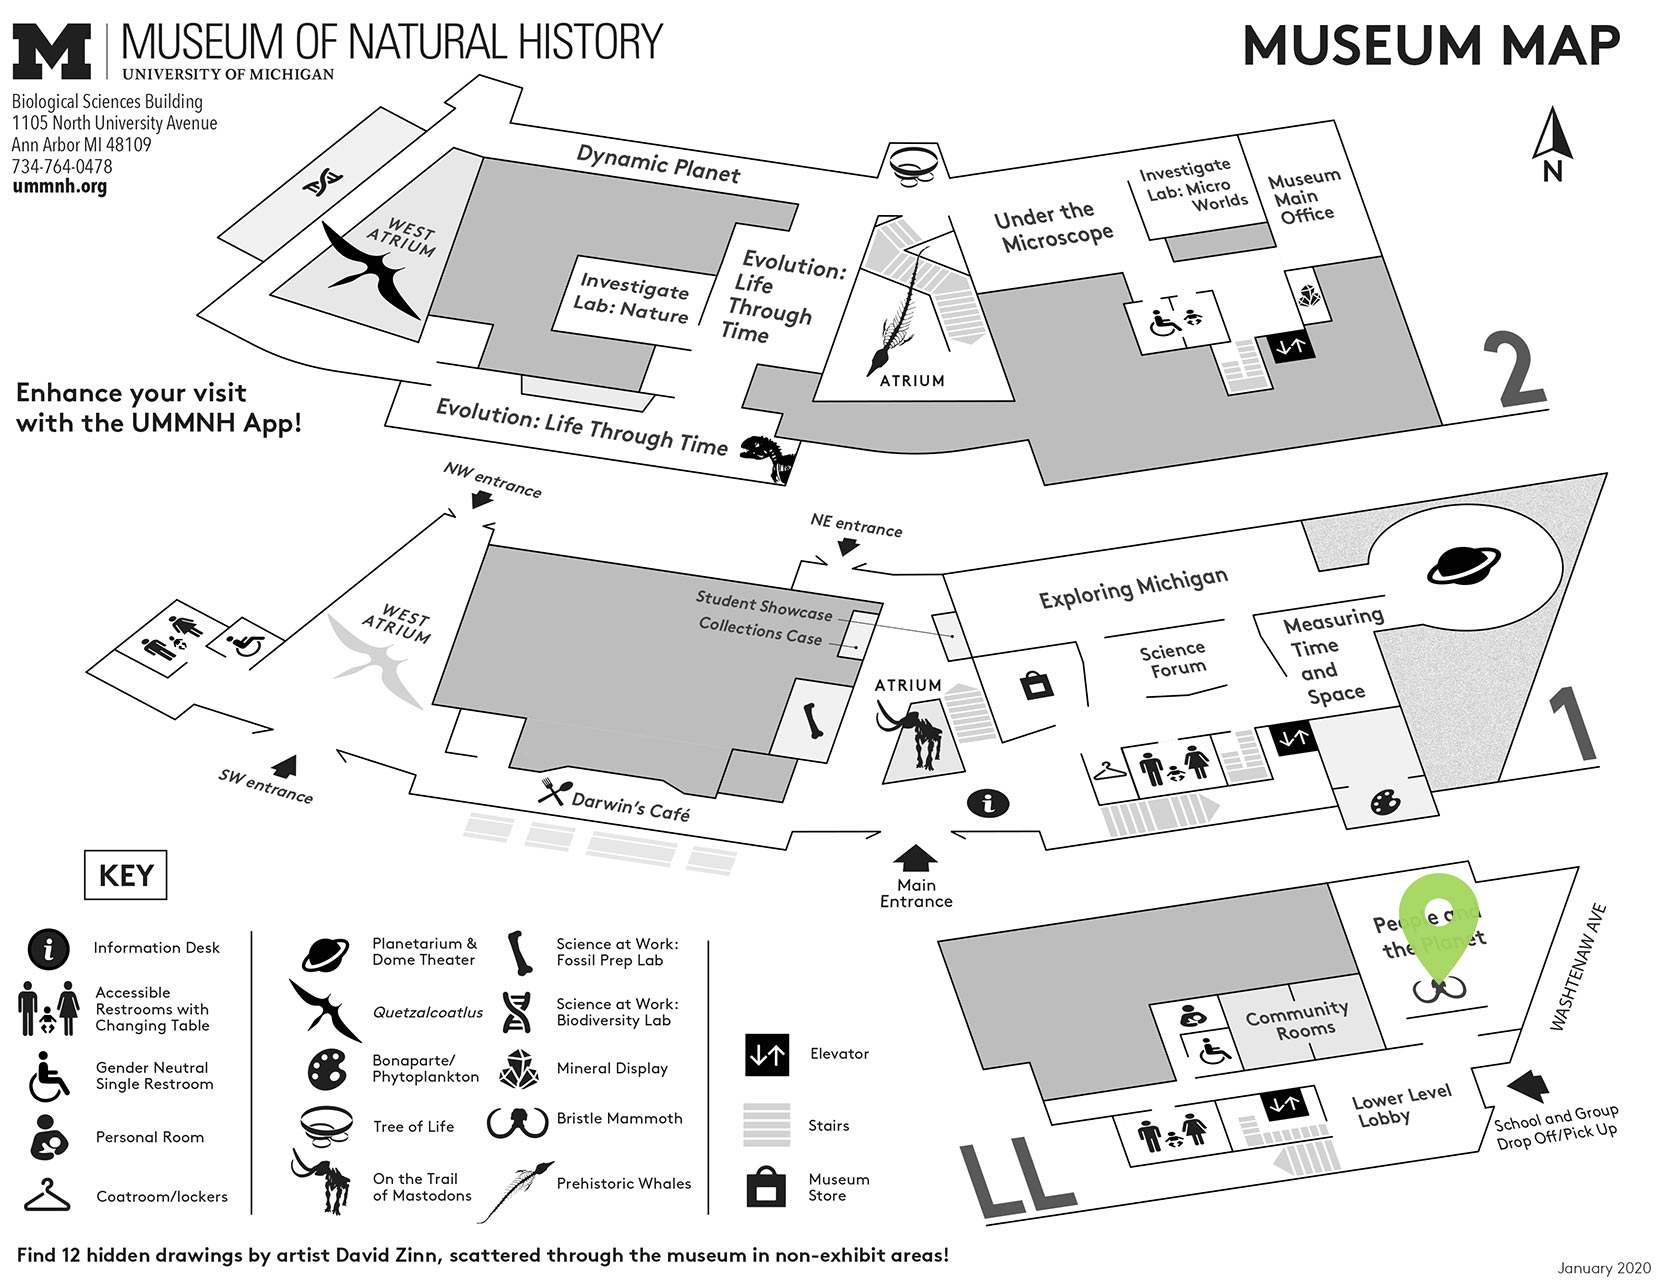 M
MUSEUM OF NATURAL HISTORY
UNIVERSITY OF MICHIGAN
MUSEUM MAP
Biological Sciences Building
1105 North University Avenue
Ann Arbor MI 48109
734-764-0478
ummnh.org
N
Dynamic Planet
WEST
ATRIUM
Investigate
Lab: Nature
Evolution:
Life
Through
Time
ATRIUM
Under the
Microscope
Investigate
Lab: Micro
Worlds
Museum
Main
Office
2
Enhance your visit
with the UMMNH App!
Evolution: Life Through Time
NW entrance
NE entrance
Student Showcase
Collections Case
WEST
ATRIUM
ATRIUM
Exploring Michigan
Science
Forum
Measuring
Time
and
Space
1
SW entrance
Darwin's Café
i
Main
Entrance
People and
the Planet
WASHTENAW AVE
Community
Rooms
Lower Level
Lobby
School and Group
Drop Off/Pick Up
LL
KEY
i
Information Desk
Accessible
Restrooms with
Changing Table
Gender Neutral
Single Restroom
Personal Room
Coatroom/lockers
Planetarium &
Dome Theater
Quetzalcoatlus
Bonaparte/
Phytoplankton
Tree of Life
On the Trail
of Mastodons
Science at Work:
Fossil Prep Lab
Science at Work:
Biodiversity Lab
Mineral Display
Bristle Mammoth
Prehistoric Whales
Elevator
Stairs
Museum
Store
Find 12 hidden drawings by artist David Zinn, scattered through the museum in non-exhibit areas!
January 2020